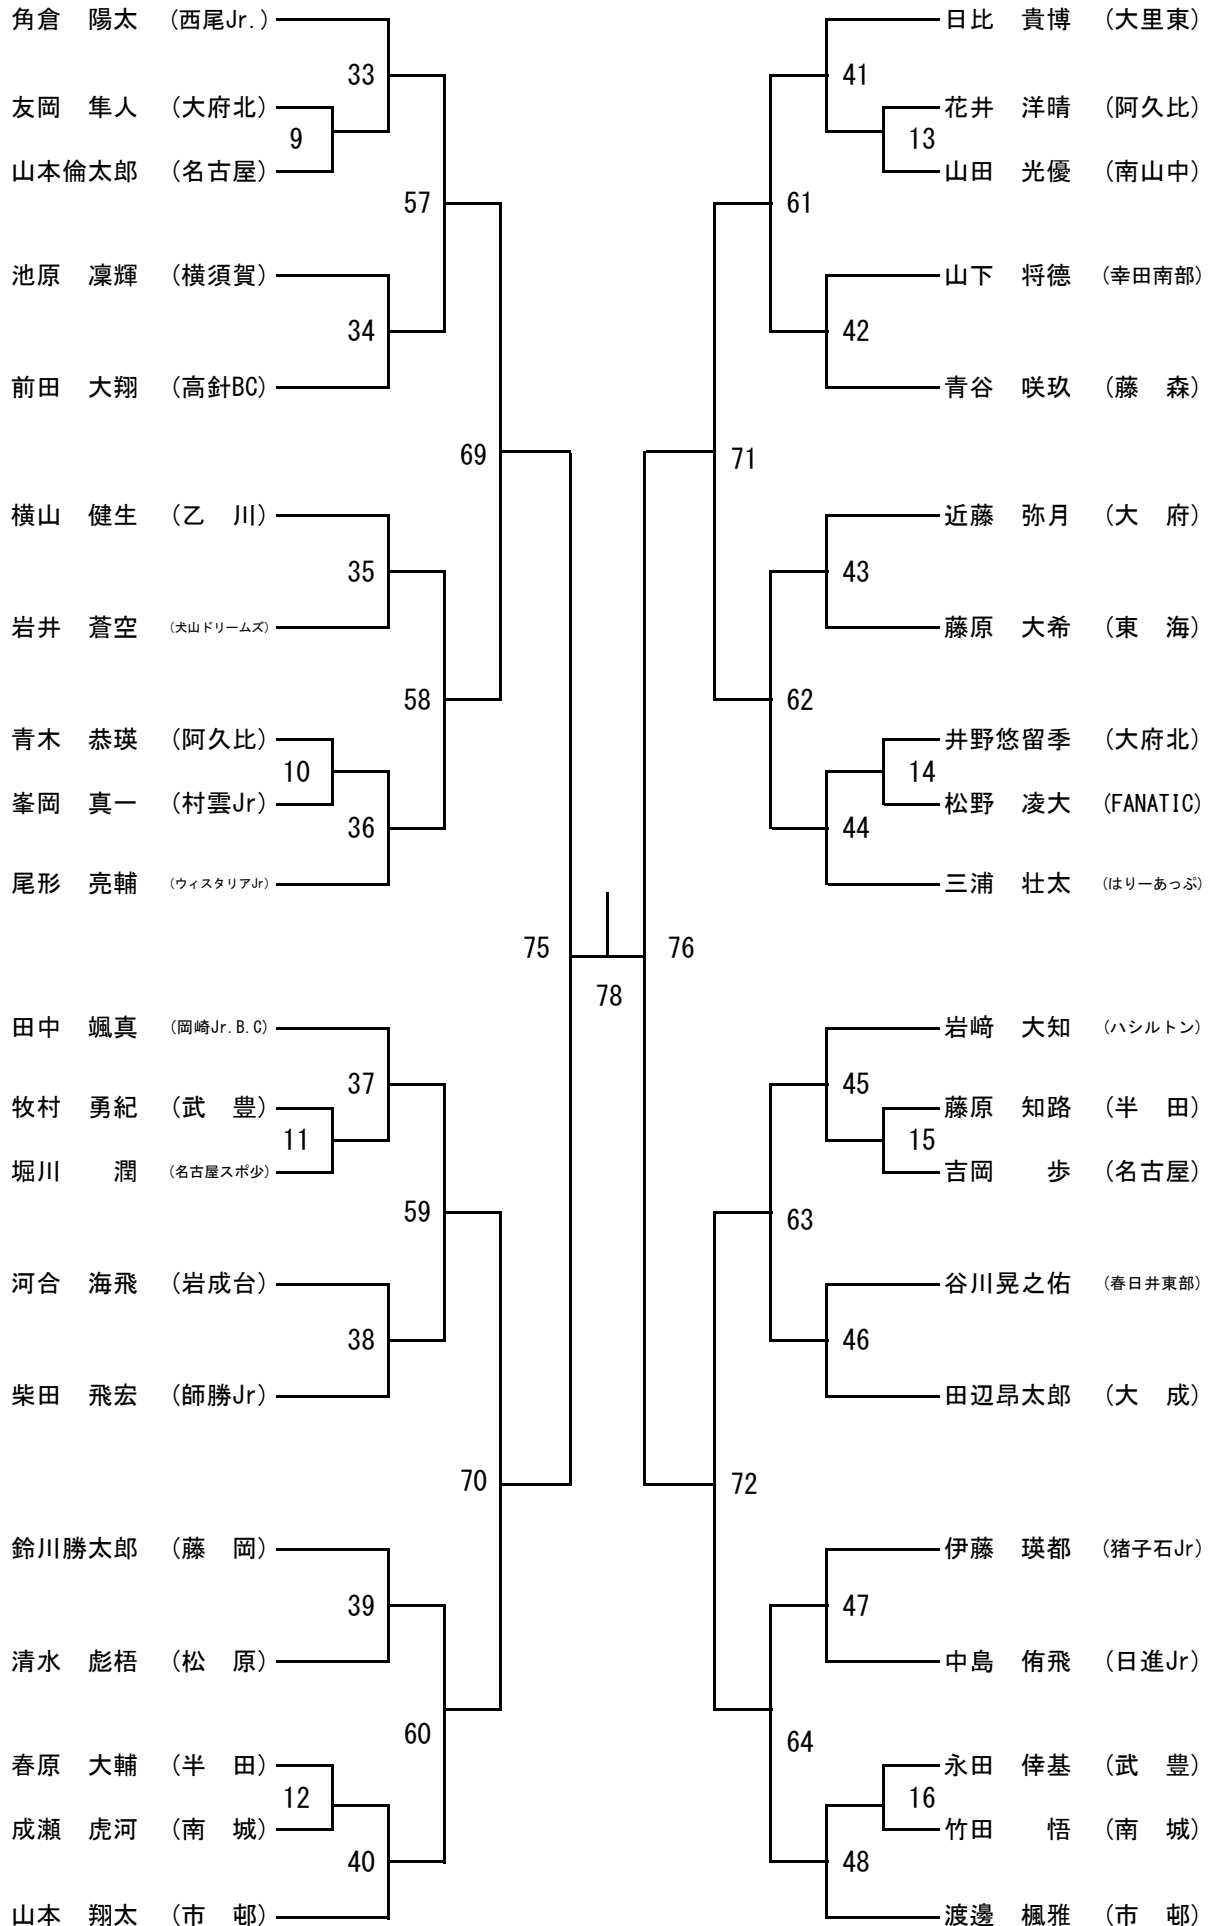 角倉　陽太　（西尾Jr.）
33
友岡　隼人　（大府北）
9
山本倫太郎　（名古屋）
57
池原　凜輝　（横須賀）
34
前田　大翔　（高針BC）
69
横山　健生　（乙　川）
35
岩井　蒼空　（犬山ドリームズ）
58
青木　恭瑛　（阿久比）
10
峯岡　真一　（村雲Jr）
36
尾形　亮輔　（ウィスタリアJr）
75
田中　颯真　（岡崎Jr.B.C）
37
牧村　勇紀　（武　豊）
11
堀川　　潤　（名古屋スポ少）
59
河合　海飛　（岩成台）
38
柴田　飛宏　（師勝Jr）
70
鈴川勝太郎　（藤　岡）
39
清水　彪梧　（松　原）
60
春原　大輔　（半　田）
12
成瀬　虎河　（南　城）
40
山本　翔太　（市　邨）
78
日比　貴博　（大里東）
41
花井　洋晴　（阿久比）
13
山田　光優　（南山中）
61
山下　将徳　（幸田南部）
42
青谷　咲玖　（藤　森）
71
近藤　弥月　（大　府）
43
藤原　大希　（東　海）
62
井野悠留季　（大府北）
14
松野　凌大　（FANATIC）
44
三浦　壮太　（はりーあっぷ）
76
岩﨑　大知　（ハシルトン）
45
藤原　知路　（半　田）
15
吉岡　　歩　（名古屋）
63
谷川晃之佑　（春日井東部）
46
田辺昂太郎　（大　成）
72
伊藤　瑛都　（猪子石Jr）
47
中島　侑飛　（日進Jr）
64
永田　倖基　（武　豊）
16
竹田　　悟　（南　城）
48
渡邊　楓雅　（市　邨）